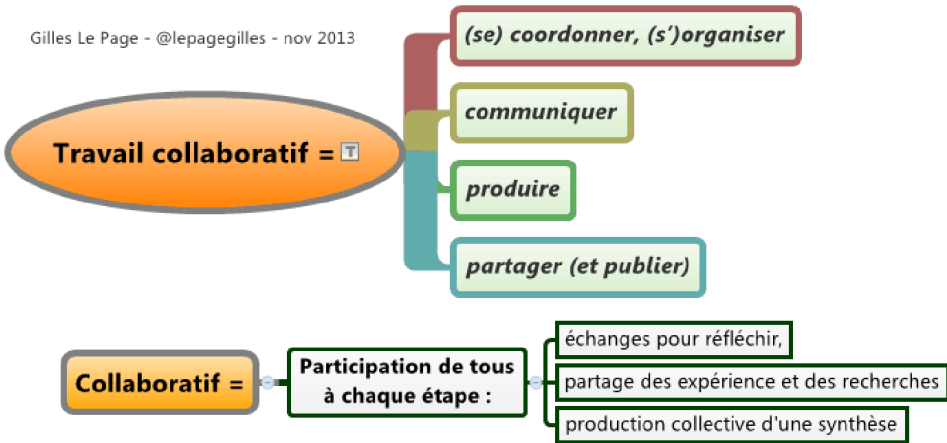 Gilles Le Page - @lepagegilles - nov 2013
(se) coordonner, (s')organiser
communiquer
Travail collaboratif = T
produire
partager (et publier)
Collaboratif =
Participation de tous
à chaque étape :
échanges pour réfléchir,
partage des expérience et des recherches
production collective d'une synthèse